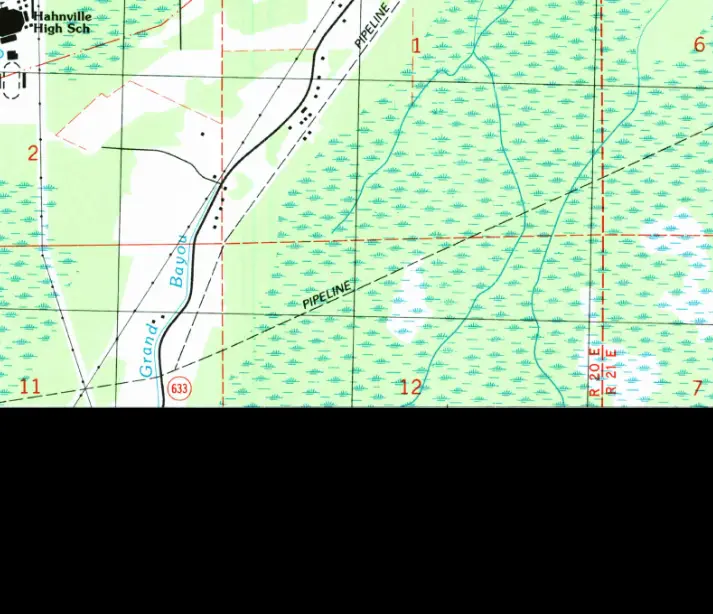 Hahnville
High Sch
PIPELINE
1
6
2
Bayou
PIPELINE
Grand
R 20 E
R 21 E
11
633
12
7